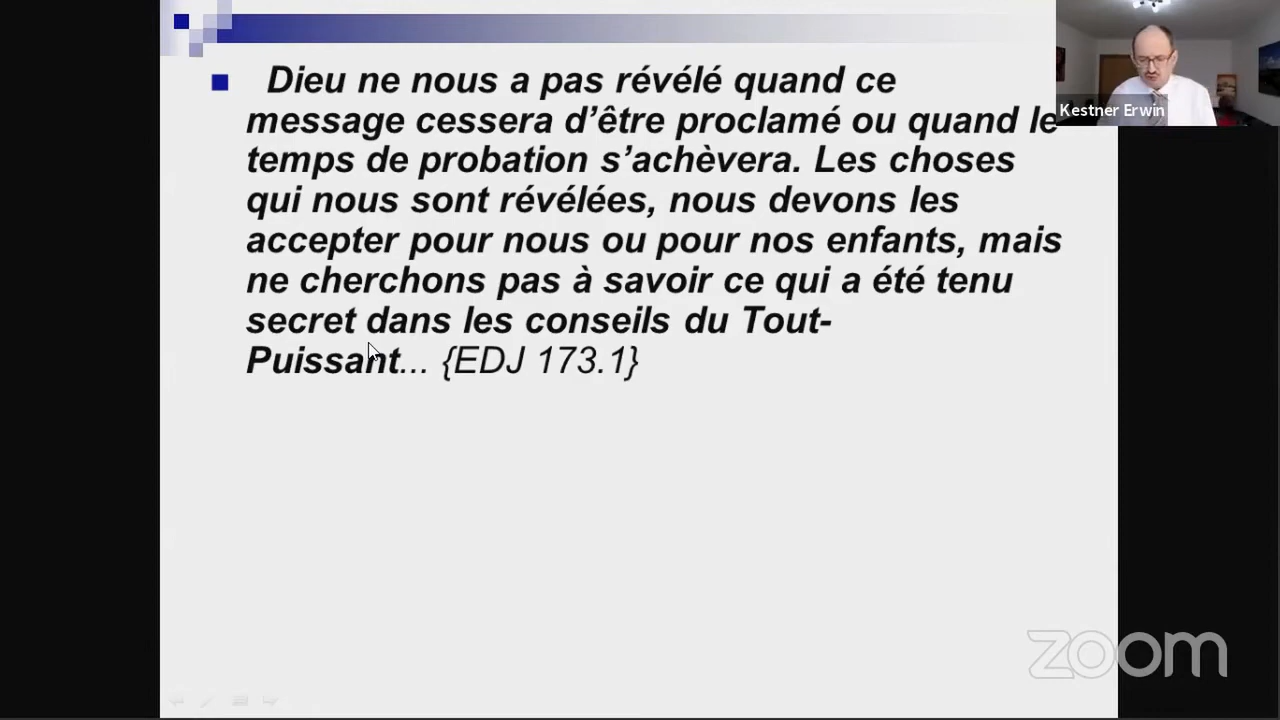 Dieu ne nous a pas révélé quand ce
message cessera d’être proclamé ou quand le
temps de probation s’achèvera. Les choses
qui nous sont révélées, nous devons les
accepter pour nous ou pour nos enfants, mais
ne cherchons pas à savoir ce qui a été tenu
secret dans les conseils du Tout-
Puissant... {EDJ 173.1}
Kestner Erwin
zoom